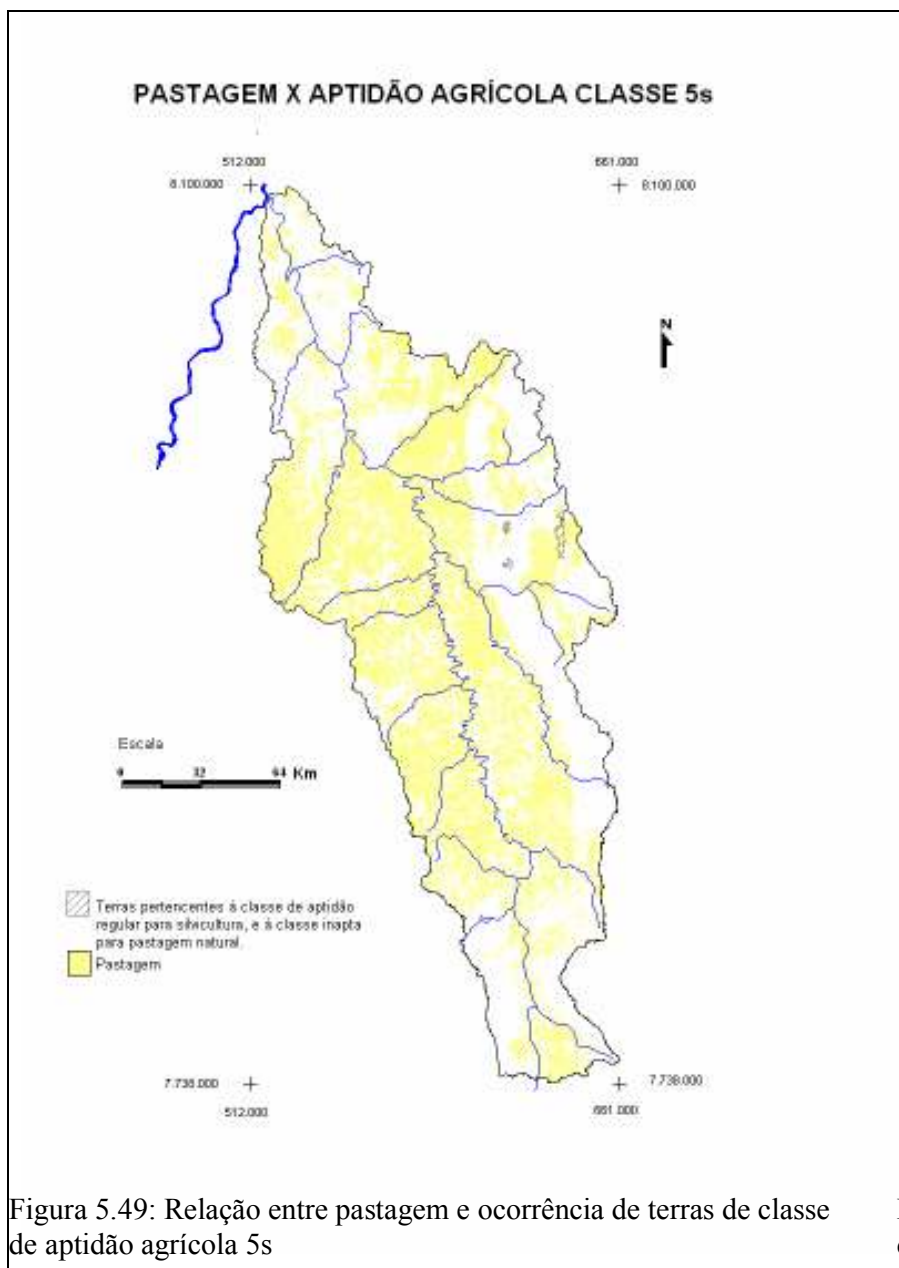 PASTAGEM X APTIDÃO AGRÍCOLA CLASSE 5s
512.000 661.000
8.100.000 8.100.000
N
Escala
0 32 64 Km
Terras pertencentes à classe de aptidão
regular para silvicultura, e à classe inapta
para pastagem natural.
Pastagem
7.738.000 7.738.000
512.000 661.000
Figura 5.49: Relação entre pastagem e ocorrência de terras de classe
de aptidão agrícola 5s